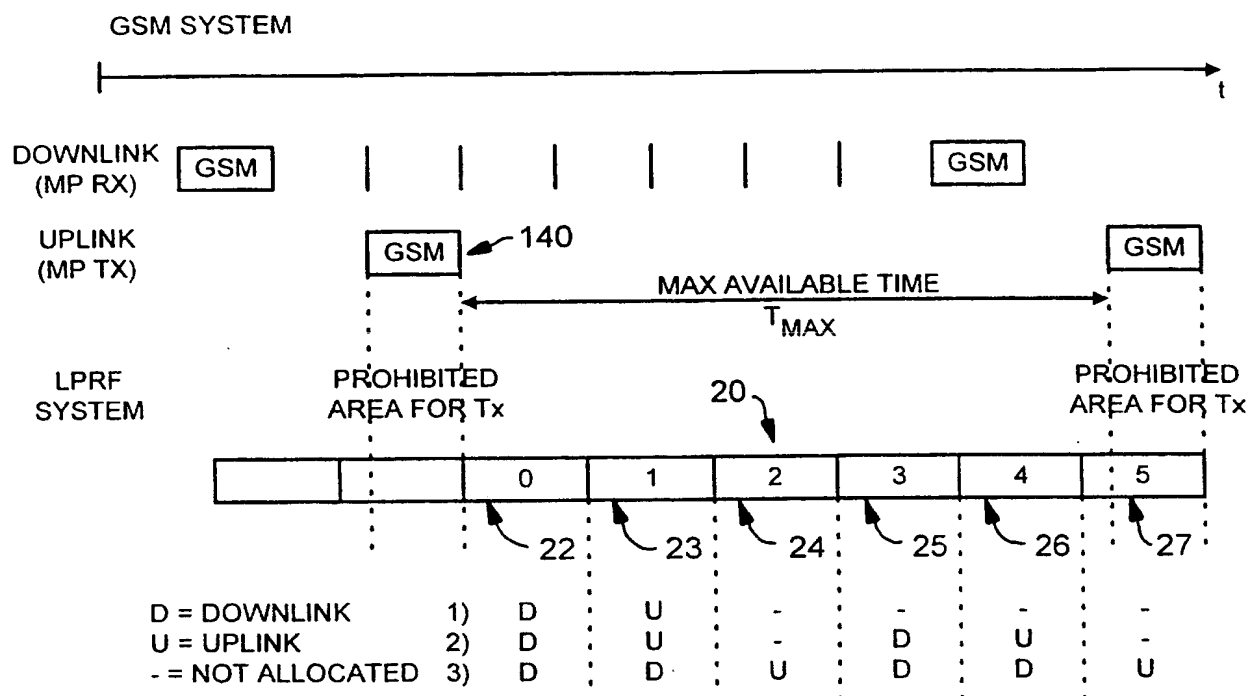 GSM SYSTEM
t
DOWNLINK
(MP RX)
GSM
GSM
UPLINK
(MP TX)
GSM
140
GSM
MAX AVAILABLE TIME
TMAX
LPRF
SYSTEM
PROHIBITED
AREA FOR Tx
20
PROHIBITED
AREA FOR Tx
0 1 2 3 4 5
22 23 24 25 26 27
D = DOWNLINK 1) D U - - - -
U = UPLINK 2) D U - D U -
- = NOT ALLOCATED 3) D D U D D U